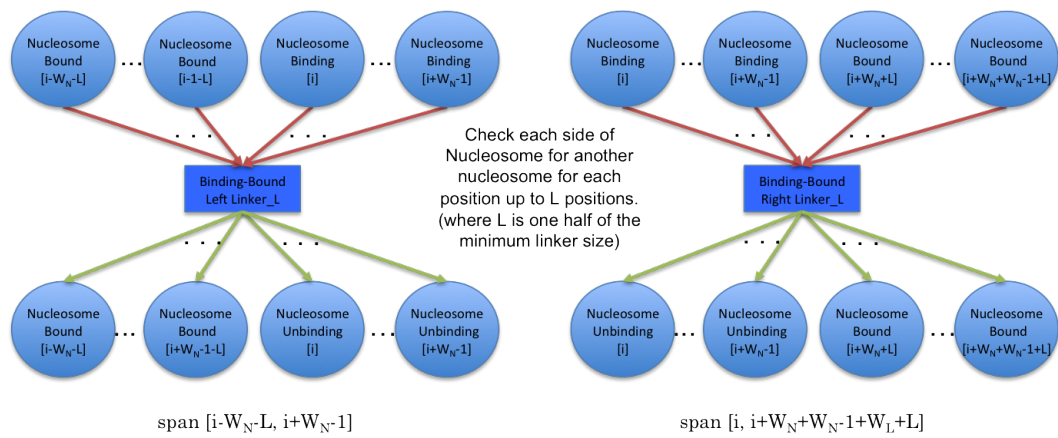 Nucleosome
Bound
[i-W_N-L]
...
Nucleosome
Bound
[i-1-L]
Nucleosome
Binding
[i]
...
Nucleosome
Binding
[i+W_N-1]
Nucleosome
Binding
[i]
...
Nucleosome
Binding
[i+W_N-1]
Nucleosome
Bound
[i+W_N+L]
...
Nucleosome
Bound
[i+W_N+W_N-1+L]
. . .
. . .
. . .
. . .
Binding-Bound
Left Linker_L
Check each side of
Nucleosome for another
nucleosome for each
position up to L positions.
(where L is one half of the
minimum linker size)
Binding-Bound
Right Linker_L
. . .
. . .
. . .
. . .
Nucleosome
Bound
[i-W_N-L]
...
Nucleosome
Bound
[i+W_N-1-L]
Nucleosome
Unbinding
[i]
...
Nucleosome
Unbinding
[i+W_N-1]
Nucleosome
Unbinding
[i]
...
Nucleosome
Unbinding
[i+W_N-1]
Nucleosome
Bound
[i+W_N+L]
...
Nucleosome
Bound
[i+W_N+W_N-1+L]
span [i-W_N-L, i+W_N-1]
span [i, i+W_N+W_N-1+W_L+L]